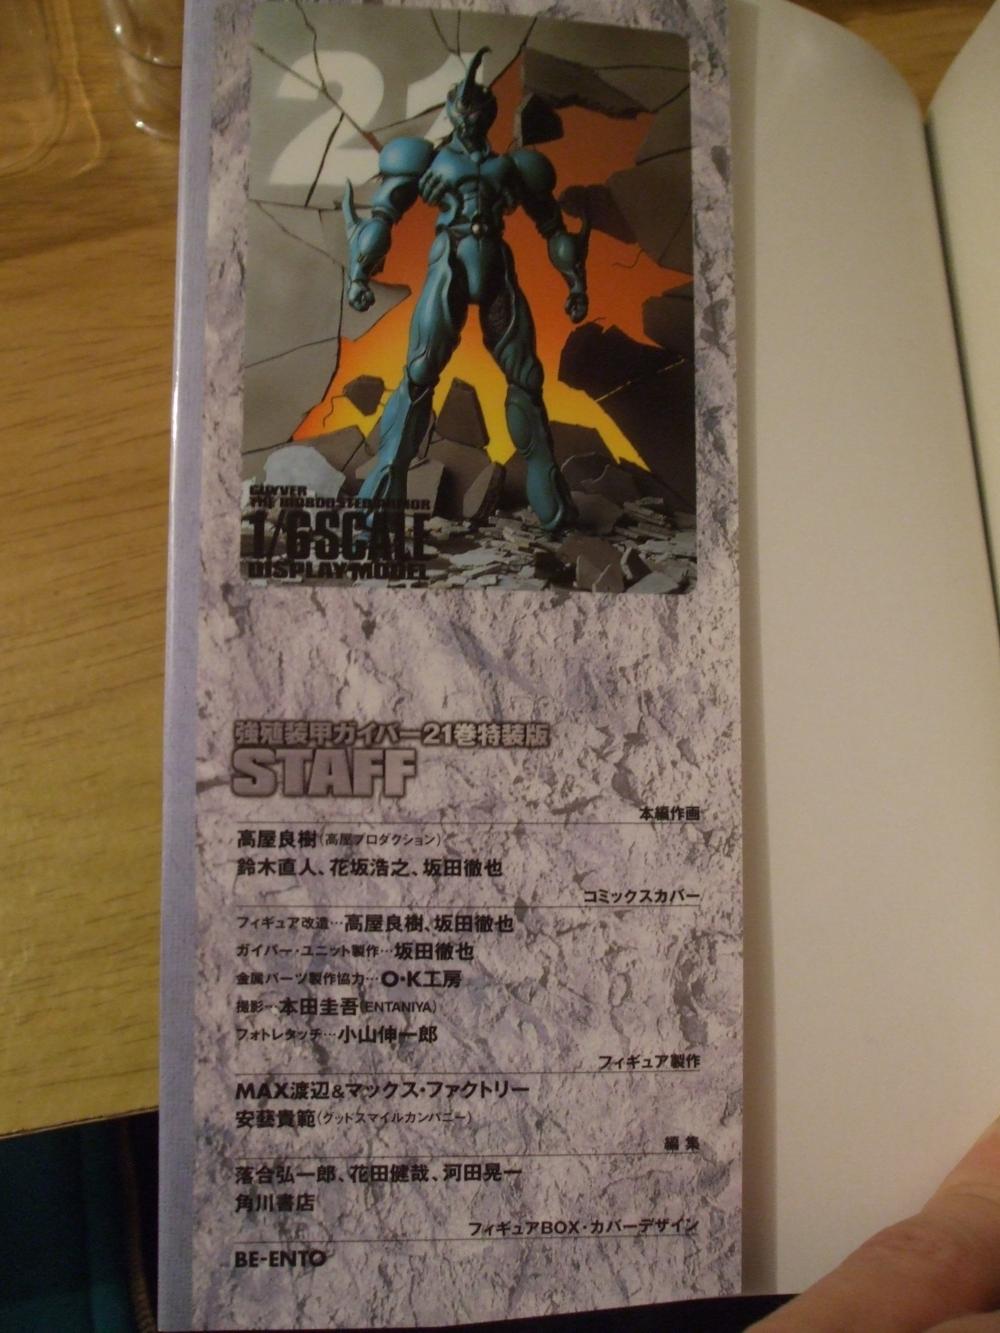 21
GUYVER
THE BIOBOOSTED ARMOR
1/6SCALE
DISPLAY MODEL
強殖装甲ガイバー21巻特装版
STAFF
本編作画
高屋良樹(高屋プロダクション)
鈴木直人、花坂浩之、坂田徹也
コミックスカバー
フィギュア改造…高屋良樹、坂田徹也
ガイバー・ユニット製作…坂田徹也
金属パーツ製作協力…O・K工房
撮影…本田圭吾(ENTANIYA)
フォトレタッチ…小山伸一郎
フィギュア製作
MAX渡辺&マックス・ファクトリー
安藝貴範(グッドスマイルカンパニー)
編集
落合弘一郎、花田健哉、河田晃一
角川書店
フィギュアBOX・カバーデザイン
BE-ENTO